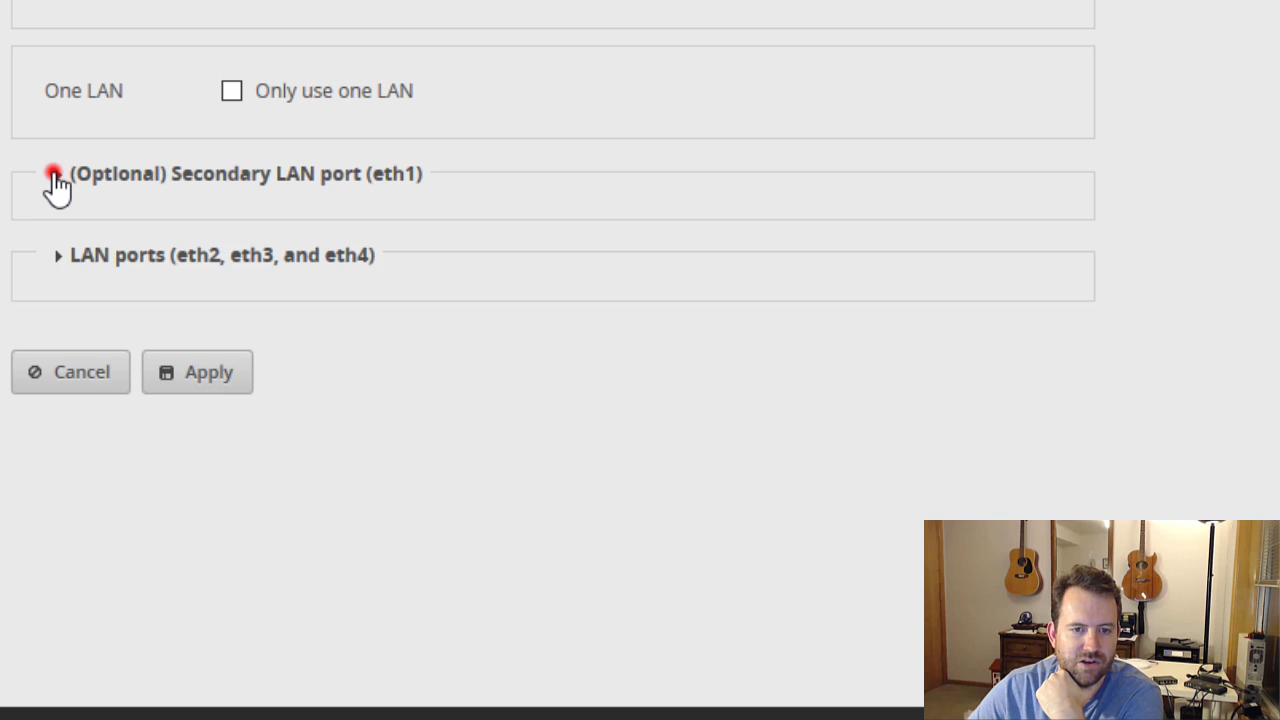 One LAN Only use one LAN
(Optional) Secondary LAN port (eth1)
LAN ports (eth2, eth3, and eth4)
Cancel Apply